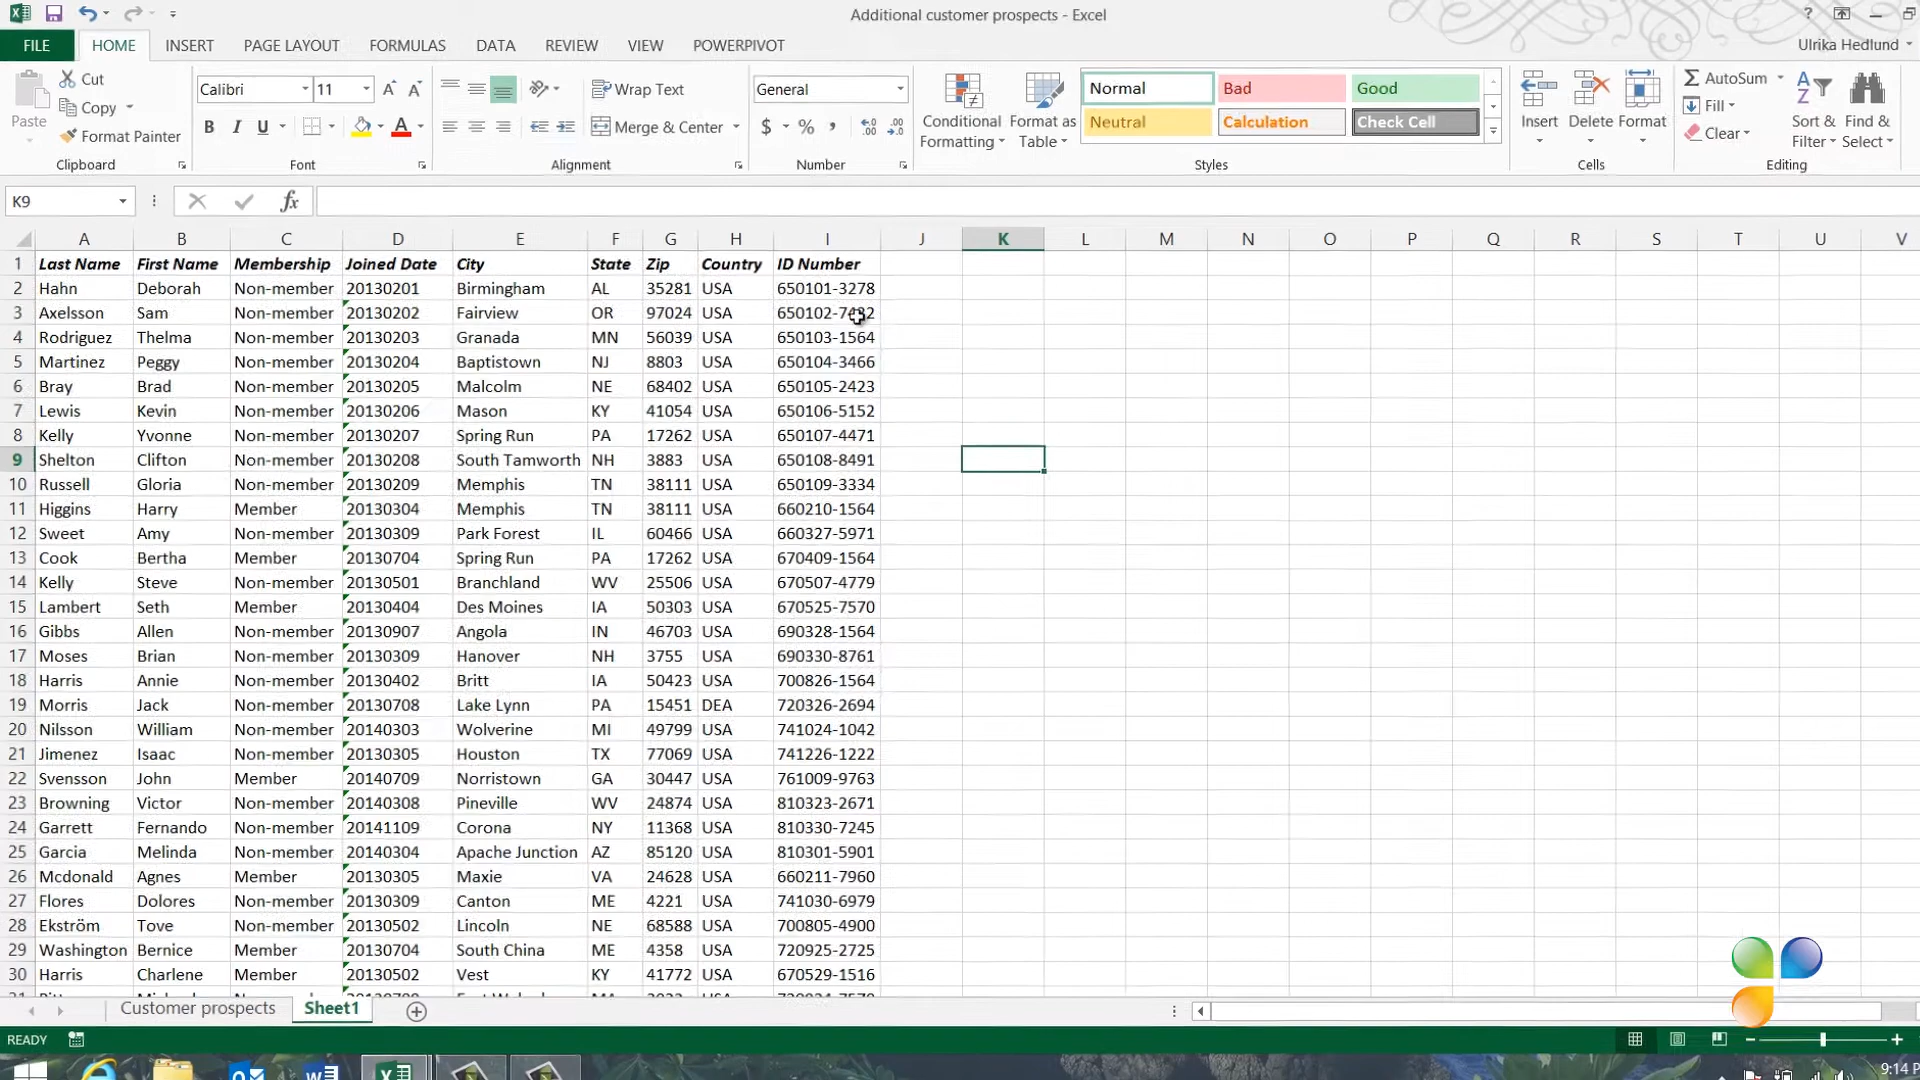 Additional customer prospects - Excel
FILE HOME INSERT PAGE LAYOUT FORMULAS DATA REVIEW VIEW POWERPIVOT Ulrika Hedlund
Paste Cut Copy Format Painter Clipboard
Calibri 11 B I U A Font
Wrap Text Merge & Center Alignment
General $ % Number
Conditional Formatting Format as Table Normal Bad Good Neutral Calculation Check Cell Styles
Insert Delete Format Cells
AutoSum Fill Clear Sort & Filter Find & Select Editing
K9 fx
A B C D E F G H I J K L M N O P Q R S T U V
1 Last Name First Name Membership Joined Date City State Zip Country ID Number
2 Hahn Deborah Non-member 20130201 Birmingham AL 35281 USA 650101-3278
3 Axelsson Sam Non-member 20130202 Fairview OR 97024 USA
4 Rodriguez Thelma Non-member 20130203 Granada MN 56039 USA 650103-1564
5 Martinez Peggy Non-member 20130204 Baptistown NJ 8803 USA 650104-3466
6 Bray Brad Non-member 20130205 Malcolm NE 68402 USA 650105-2423
7 Lewis Kevin Non-member 20130206 Mason KY 41054 USA 650106-5152
8 Kelly Yvonne Non-member 20130207 Spring Run PA 17262 USA 650107-4471
9 Shelton Clifton Non-member 20130208 South Tamworth NH 3883 USA 650108-8491
10 Russell Gloria Non-member 20130209 Memphis TN 38111 USA 650109-3334
11 Higgins Harry Member 20130304 Memphis TN 38111 USA 660210-1564
12 Sweet Amy Non-member 20130309 Park Forest IL 60466 USA 660327-5971
13 Cook Bertha Member 20130704 Spring Run PA 17262 USA 670409-1564
14 Kelly Steve Non-member 20130501 Branchland WV 25506 USA 670507-4779
15 Lambert Seth Member 20130404 Des Moines IA 50303 USA 670525-7570
16 Gibbs Allen Non-member 20130907 Angola IN 46703 USA 690328-1564
17 Moses Brian Non-member 20130309 Hanover NH 3755 USA 690330-8761
18 Harris Annie Non-member 20130402 Britt IA 50423 USA 700826-1564
19 Morris Jack Non-member 20130708 Lake Lynn PA 15451 DEA 720326-2694
20 Nilsson William Non-member 20140303 Wolverine MI 49799 USA 741024-1042
21 Jimenez Isaac Non-member 20130305 Houston TX 77069 USA 741226-1222
22 Svensson John Member 20140709 Norristown GA 30447 USA 761009-9763
23 Browning Victor Non-member 20140308 Pineville WV 24874 USA 810323-2671
24 Garrett Fernando Non-member 20141109 Corona NY 11368 USA 810330-7245
25 Garcia Melinda Non-member 20140304 Apache Junction AZ 85120 USA 810301-5901
26 Mcdonald Agnes Member 20130305 Maxie VA 24628 USA 660211-7960
27 Flores Dolores Non-member 20130309 Canton ME 4221 USA 741030-6979
28 Ekström Tove Non-member 20130502 Lincoln NE 68588 USA 700805-4900
29 Washington Bernice Member 20130704 South China ME 4358 USA 720925-2725
30 Harris Charlene Member 20130502 Vest KY 41772 USA 670529-1516
Customer prospects Sheet1
READY
9:14